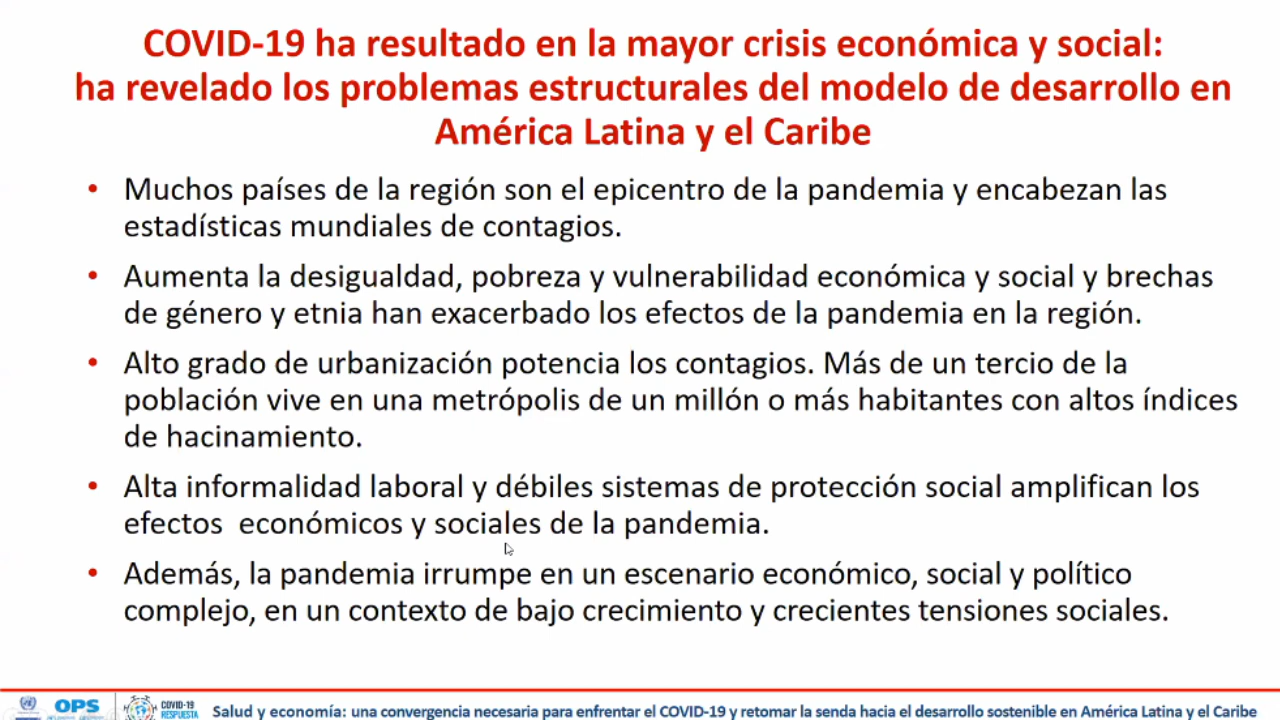 COVID-19 ha resultado en la mayor crisis económica y social:
ha revelado los problemas estructurales del modelo de desarrollo en
América Latina y el Caribe
• Muchos países de la región son el epicentro de la pandemia y encabezan las
estadísticas mundiales de contagios.
• Aumenta la desigualdad, pobreza y vulnerabilidad económica y social y brechas
de género y etnia han exacerbado los efectos de la pandemia en la región.
• Alto grado de urbanización potencia los contagios. Más de un tercio de la
población vive en una metrópolis de un millón o más habitantes con altos índices
de hacinamiento.
• Alta informalidad laboral y débiles sistemas de protección social amplifican los
efectos  económicos y sociales de la pandemia.
• Además, la pandemia irrumpe en un escenario económico, social y político
complejo, en un contexto de bajo crecimiento y crecientes tensiones sociales.
OPS
COVID-19
RESPUESTA
Salud y economía: una convergencia necesaria para enfrentar el COVID-19 y retomar la senda hacia el desarrollo sostenible en América Latina y el Caribe